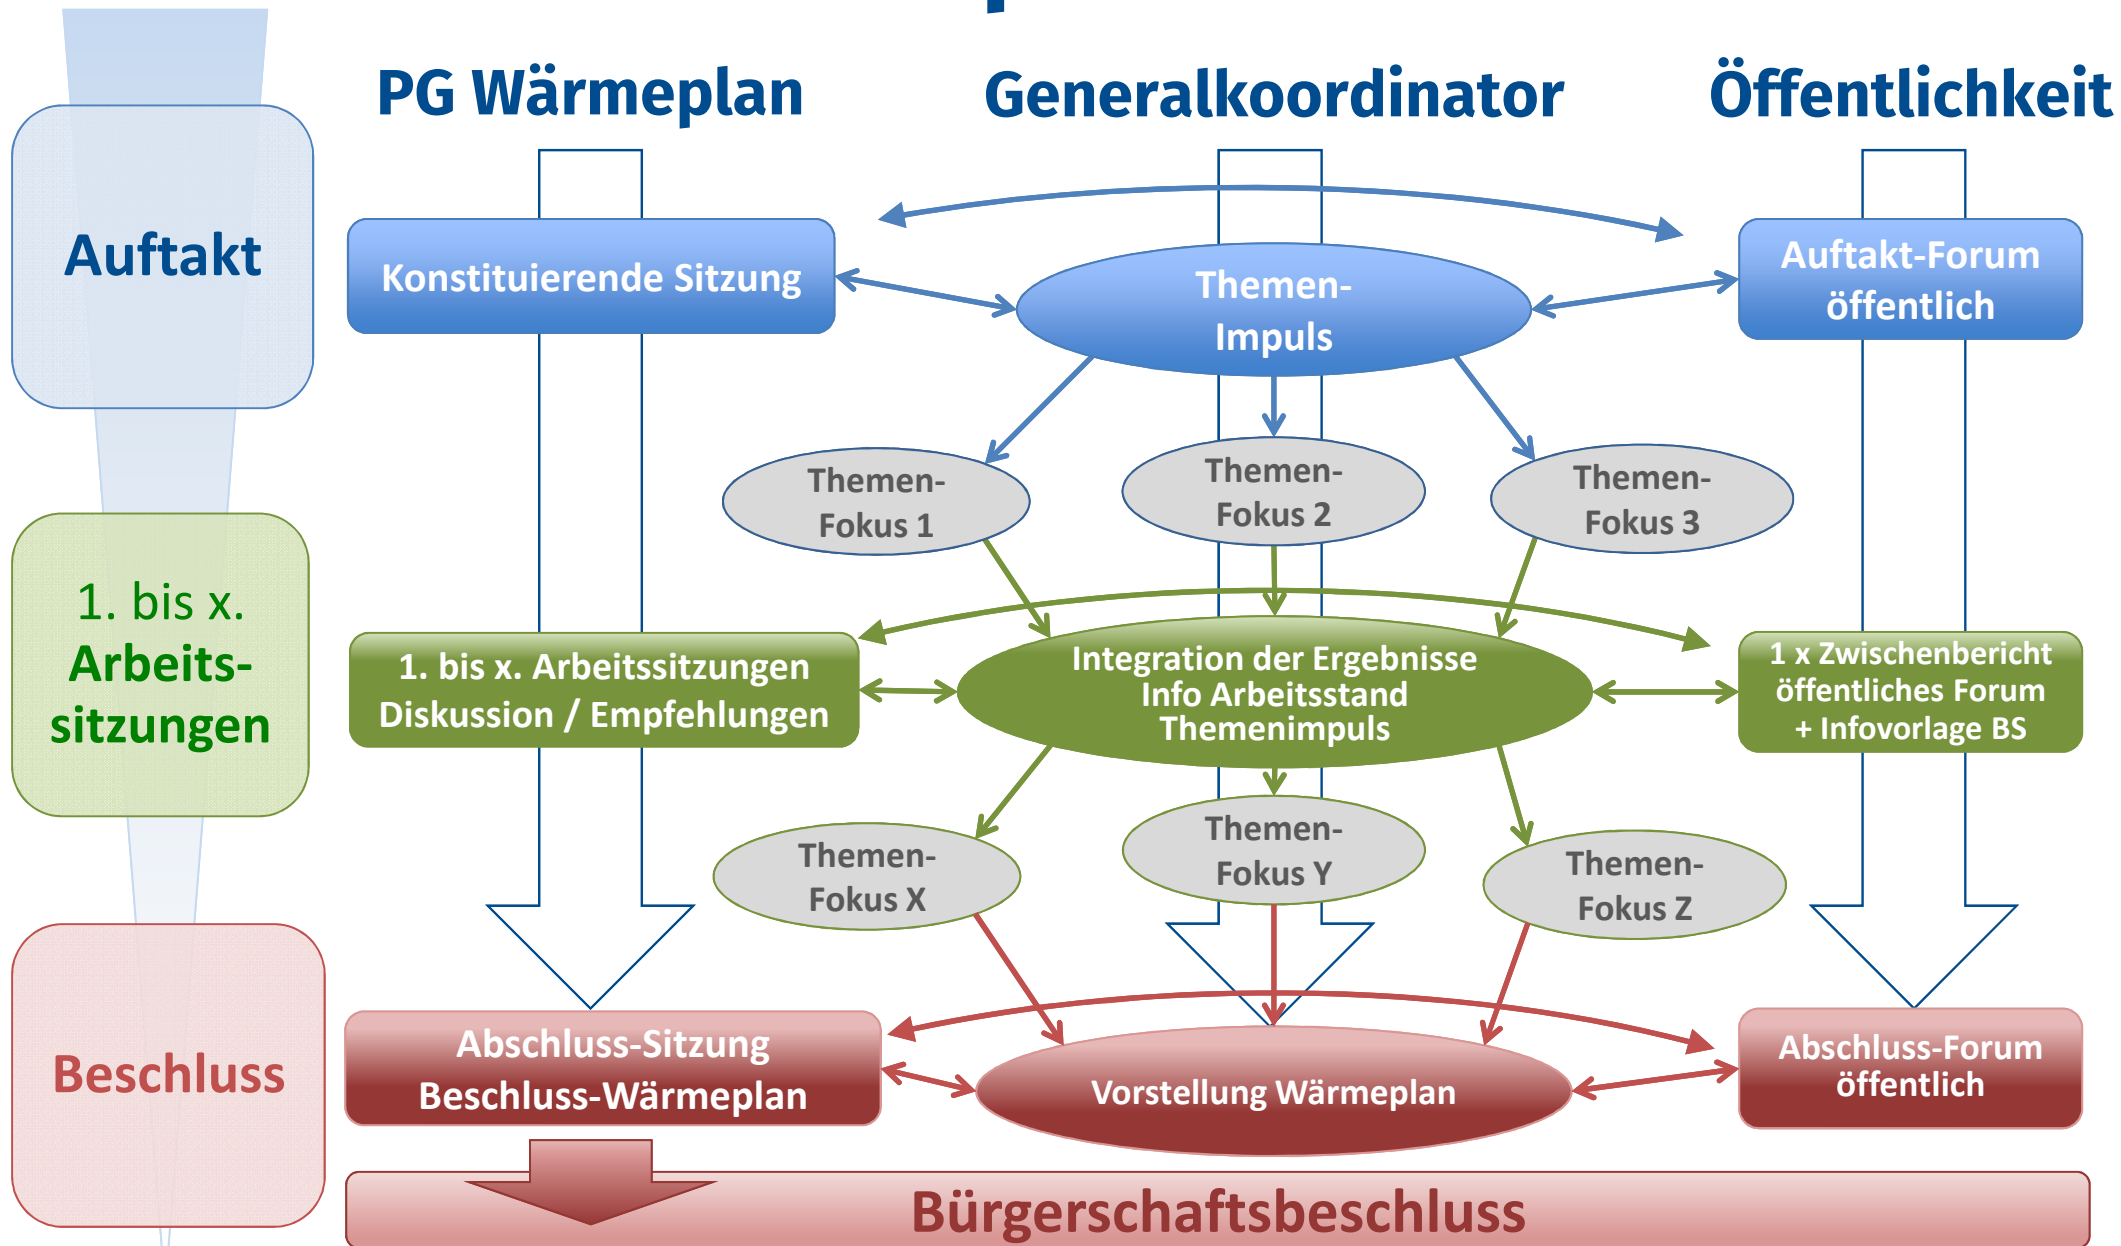 PG Wärmeplan
Generalkoordinator
Öffentlichkeit
Auftakt
Konstituierende Sitzung
Themen-
Impuls
Auftakt-Forum
öffentlich
Themen-
Fokus 1
Themen-
Fokus 2
Themen-
Fokus 3
1. bis x.
Arbeits-
sitzungen
1. bis x. Arbeitssitzungen
Diskussion / Empfehlungen
Integration der Ergebnisse
Info Arbeitsstand
Themenimpuls
1 x Zwischenbericht
öffentliches Forum
+ Infovorlage BS
Themen-
Fokus X
Themen-
Fokus Y
Themen-
Fokus Z
Beschluss
Abschluss-Sitzung
Beschluss-Wärmeplan
Vorstellung Wärmeplan
Abschluss-Forum
öffentlich
Bürgerschaftsbeschluss